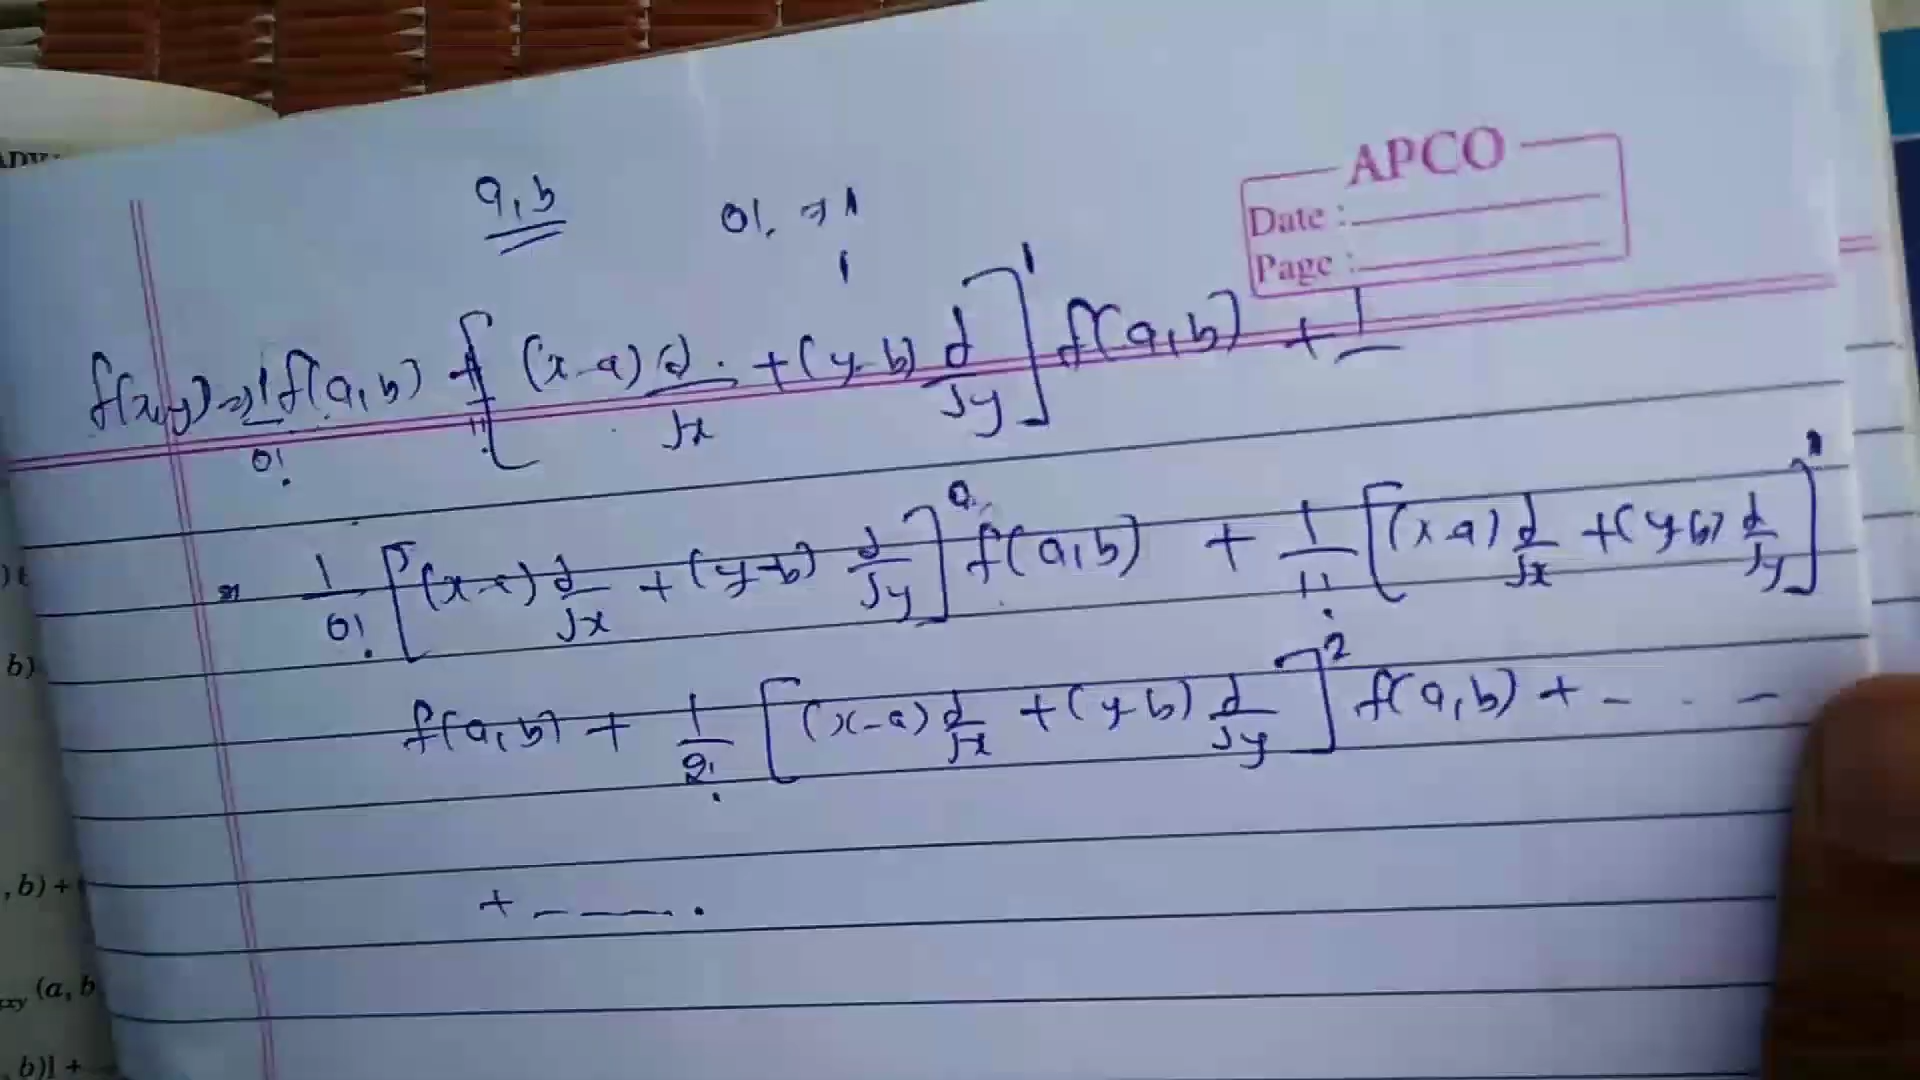 APCO
Date :
Page :
a, b
0! ⇒ 1
1
f(x,y) ⇒ 1/0! f(a,b) + 1/1! [(x-a) ∂/∂x + (y-b) ∂/∂y]^1 f(a,b) + 1/
= 1/0! [(x-a) ∂/∂x + (y-b) ∂/∂y]^0 f(a,b) + 1/1! [(x-a) ∂/∂x + (y-b) ∂/∂y]^1
f(a,b) + 1/2! [(x-a) ∂/∂x + (y-b) ∂/∂y]^2 f(a,b) + - - -
+ - - - .
b)
, b) +
(a, b
, b)] +